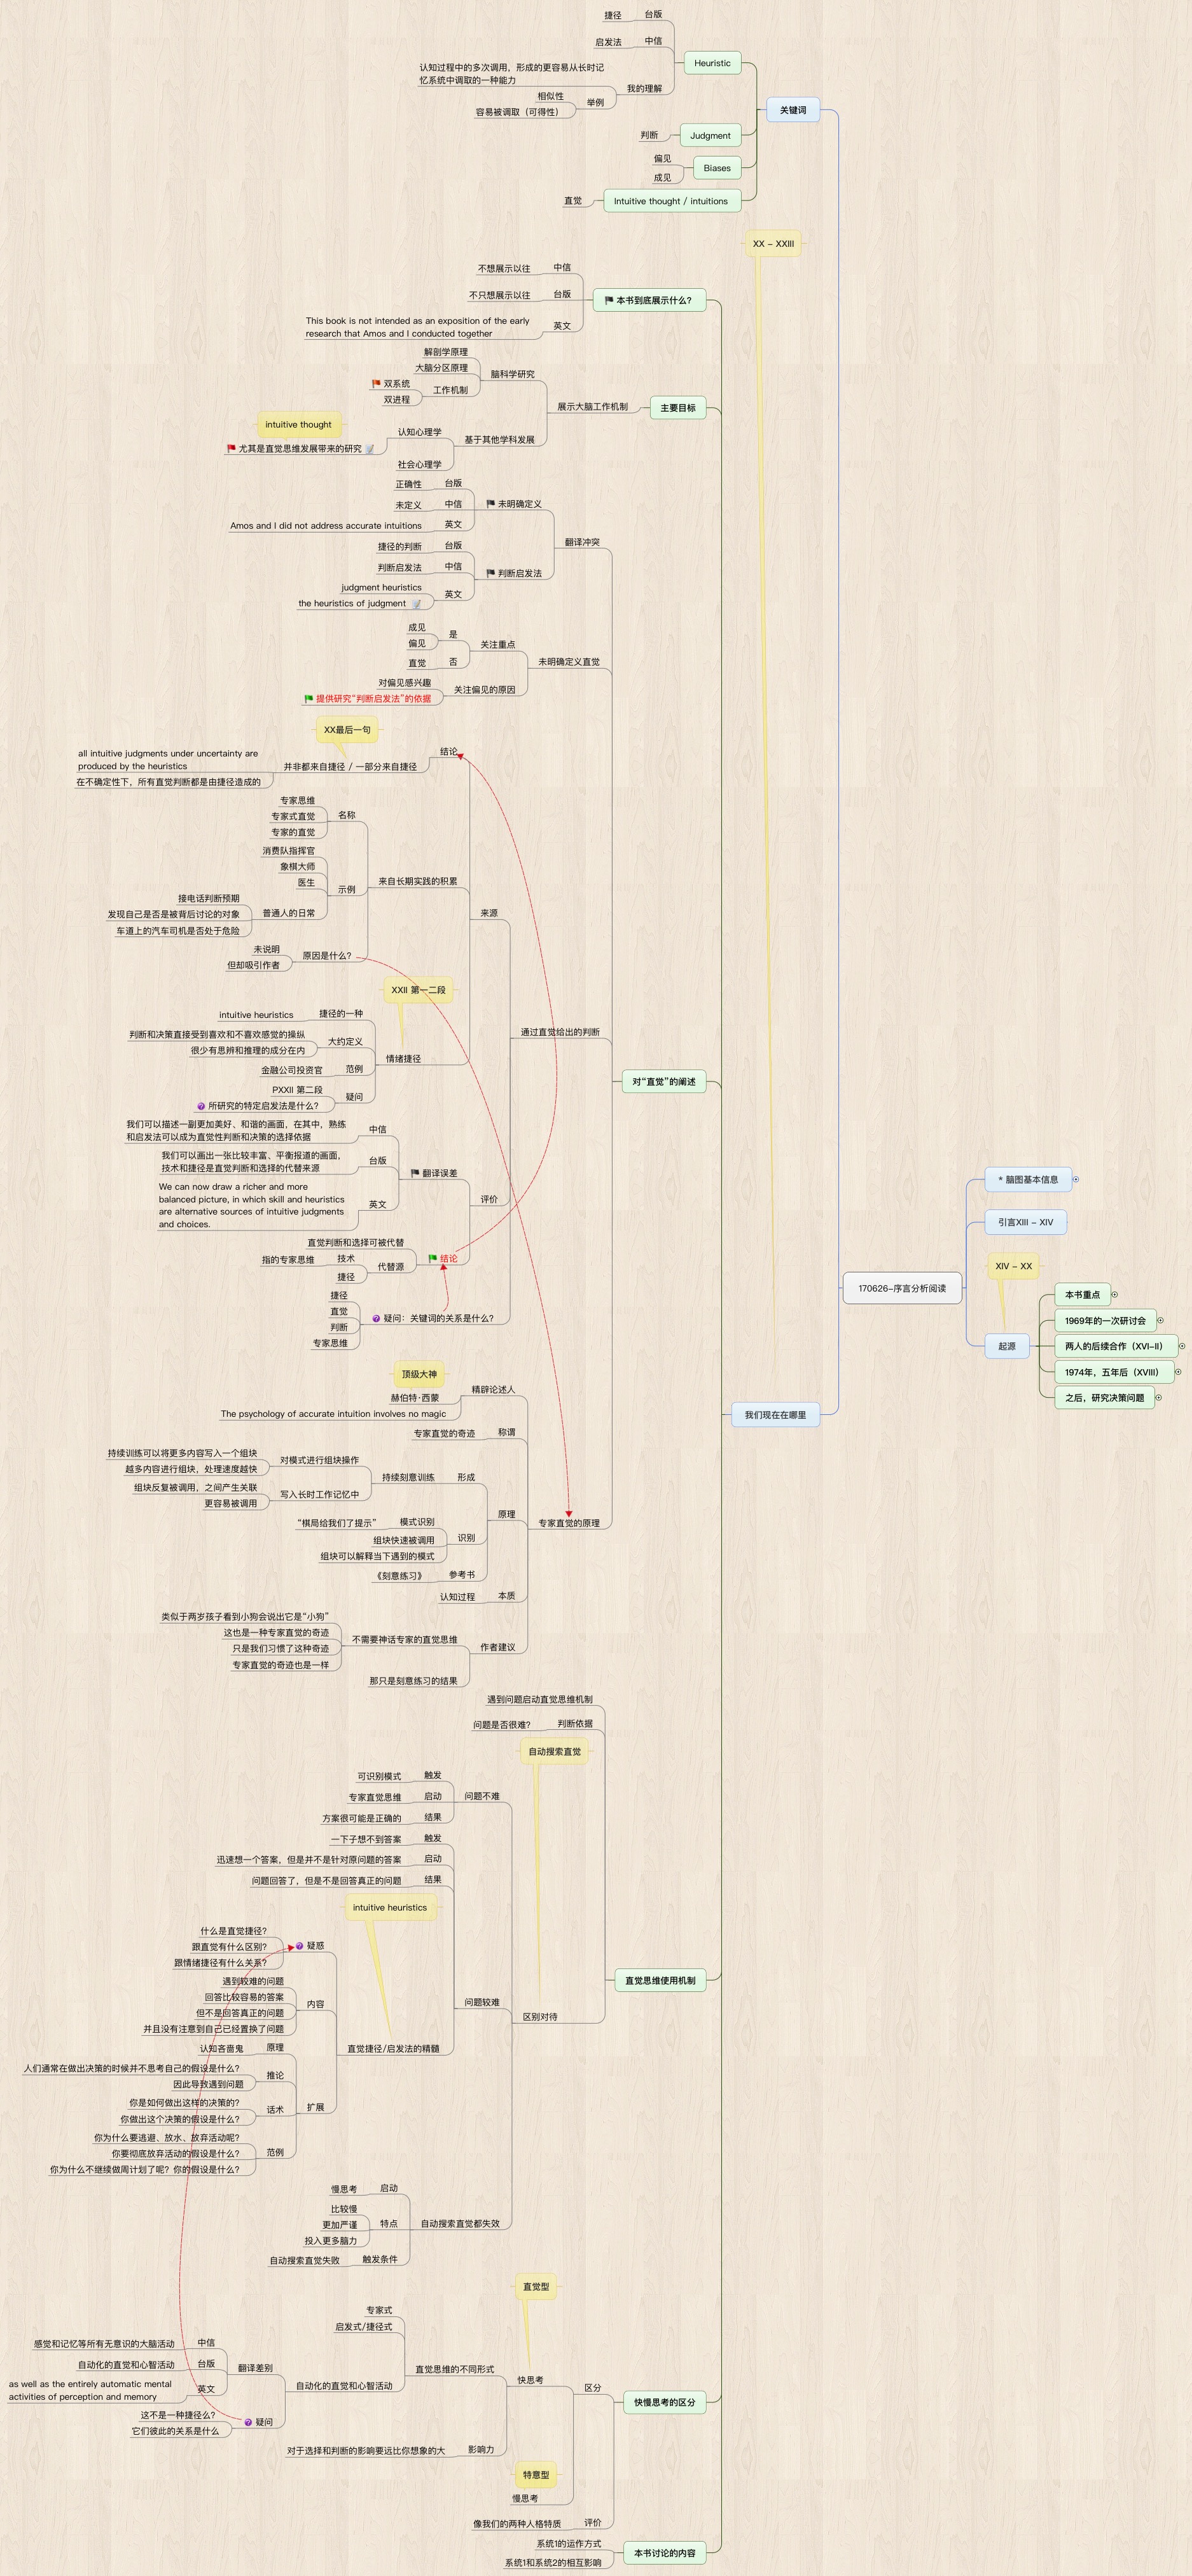 170626-序言分析阅读
* 脑图基本信息
引言XIII - XIV
XIV - XX
起源
本书重点
1969年的一次研讨会
两人的后续合作（XVI-II）
1974年，五年后（XVIII）
之后，研究决策问题
关键词
Heuristic
台版
捷径
中信
启发法
我的理解
认知过程中的多次调用，形成的更容易从长时记
忆系统中调取的一种能力
举例
相似性
容易被调取（可得性）
Judgment
判断
Biases
偏见
成见
Intuitive thought / intuitions
直觉
我们现在在哪里
XX - XXIII
本书到底展示什么？
中信
不想展示以往
台版
不只想展示以往
英文
This book is not intended as an exposition of the early
research that Amos and I conducted together
主要目标
展示大脑工作机制
脑科学研究
解剖学原理
大脑分区原理
工作机制
双系统
双进程
基于其他学科发展
认知心理学
intuitive thought
尤其是直觉思维发展带来的研究
社会心理学
对“直觉”的阐述
翻译冲突
未明确定义
台版
正确性
中信
未定义
英文
Amos and I did not address accurate intuitions
判断启发法
台版
捷径的判断
中信
判断启发法
英文
judgment heuristics
the heuristics of judgment
未明确定义直觉
关注重点
是
成见
偏见
否
直觉
关注偏见的原因
对偏见感兴趣
提供研究“判断启发法”的依据
通过直觉给出的判断
来源
结论
XX最后一句
并非都来自捷径 / 一部分来自捷径
all intuitive judgments under uncertainty are
produced by the heuristics
在不确定性下，所有直觉判断都是由捷径造成的
来自长期实践的积累
名称
专家思维
专家式直觉
专家的直觉
示例
消费队指挥官
象棋大师
医生
普通人的日常
接电话判断预期
发现自己是否是被背后讨论的对象
车道上的汽车司机是否处于危险
原因是什么？
未说明
但却吸引作者
XXII 第一二段
情绪捷径
捷径的一种
intuitive heuristics
大约定义
判断和决策直接受到喜欢和不喜欢感觉的操纵
很少有思辨和推理的成分在内
范例
金融公司投资官
疑问
PXXII 第二段
所研究的特定启发法是什么？
评价
翻译误差
中信
我们可以描述一副更加美好、和谐的画面，在其中，熟练
和启发法可以成为直觉性判断和决策的选择依据
台版
我们可以画出一张比较丰富、平衡报道的画面，
技术和捷径是直觉判断和选择的代替来源
英文
We can now draw a richer and more
balanced picture, in which skill and heuristics
are alternative sources of intuitive judgments
and choices.
结论
直觉判断和选择可被代替
代替源
技术
指的专家思维
捷径
疑问：关键词的关系是什么？
捷径
直觉
判断
专家思维
专家直觉的原理
精辟论述人
顶级大神
赫伯特·西蒙
The psychology of accurate intuition involves no magic
称谓
专家直觉的奇迹
原理
形成
持续刻意训练
对模式进行组块操作
持续训练可以将更多内容写入一个组块
越多内容进行组块，处理速度越快
写入长时工作记忆中
组块反复被调用，之间产生关联
更容易被调用
识别
模式识别
“棋局给我们了提示”
组块快速被调用
组块可以解释当下遇到的模式
参考书
《刻意练习》
本质
认知过程
作者建议
不需要神话专家的直觉思维
类似于两岁孩子看到小狗会说出它是“小狗”
这也是一种专家直觉的奇迹
只是我们习惯了这种奇迹
专家直觉的奇迹也是一样
那只是刻意练习的结果
直觉思维使用机制
遇到问题启动直觉思维机制
判断依据
问题是否很难？
自动搜索直觉
区别对待
问题不难
触发
可识别模式
启动
专家直觉思维
结果
方案很可能是正确的
问题较难
触发
一下子想不到答案
启动
迅速想一个答案，但是并不是针对原问题的答案
结果
问题回答了，但是不是回答真正的问题
intuitive heuristics
直觉捷径/启发法的精髓
疑惑
什么是直觉捷径？
跟直觉有什么区别？
跟情绪捷径有什么关系？
内容
遇到较难的问题
回答比较容易的答案
但不是回答真正的问题
并且没有注意到自己已经置换了问题
扩展
原理
认知吝啬鬼
推论
人们通常在做出决策的时候并不思考自己的假设是什么？
因此导致遇到问题
话术
你是如何做出这样的决策的？
你做出这个决策的假设是什么？
范例
你为什么要逃避、放水、放弃活动呢？
你要彻底放弃活动的假设是什么？
你为什么不继续做周计划了呢？你的假设是什么？
自动搜索直觉都失效
启动
慢思考
特点
比较慢
更加严谨
投入更多脑力
触发条件
自动搜索直觉失败
快慢思考的区分
区分
直觉型
快思考
直觉思维的不同形式
专家式
启发式/捷径式
自动化的直觉和心智活动
翻译差别
中信
感觉和记忆等所有无意识的大脑活动
台版
自动化的直觉和心智活动
英文
as well as the entirely automatic mental
activities of perception and memory
疑问
这不是一种捷径么？
它们彼此的关系是什么
影响力
对于选择和判断的影响要远比你想象的大
特意型
慢思考
评价
像我们的两种人格特质
本书讨论的内容
系统1的运作方式
系统1和系统2的相互影响